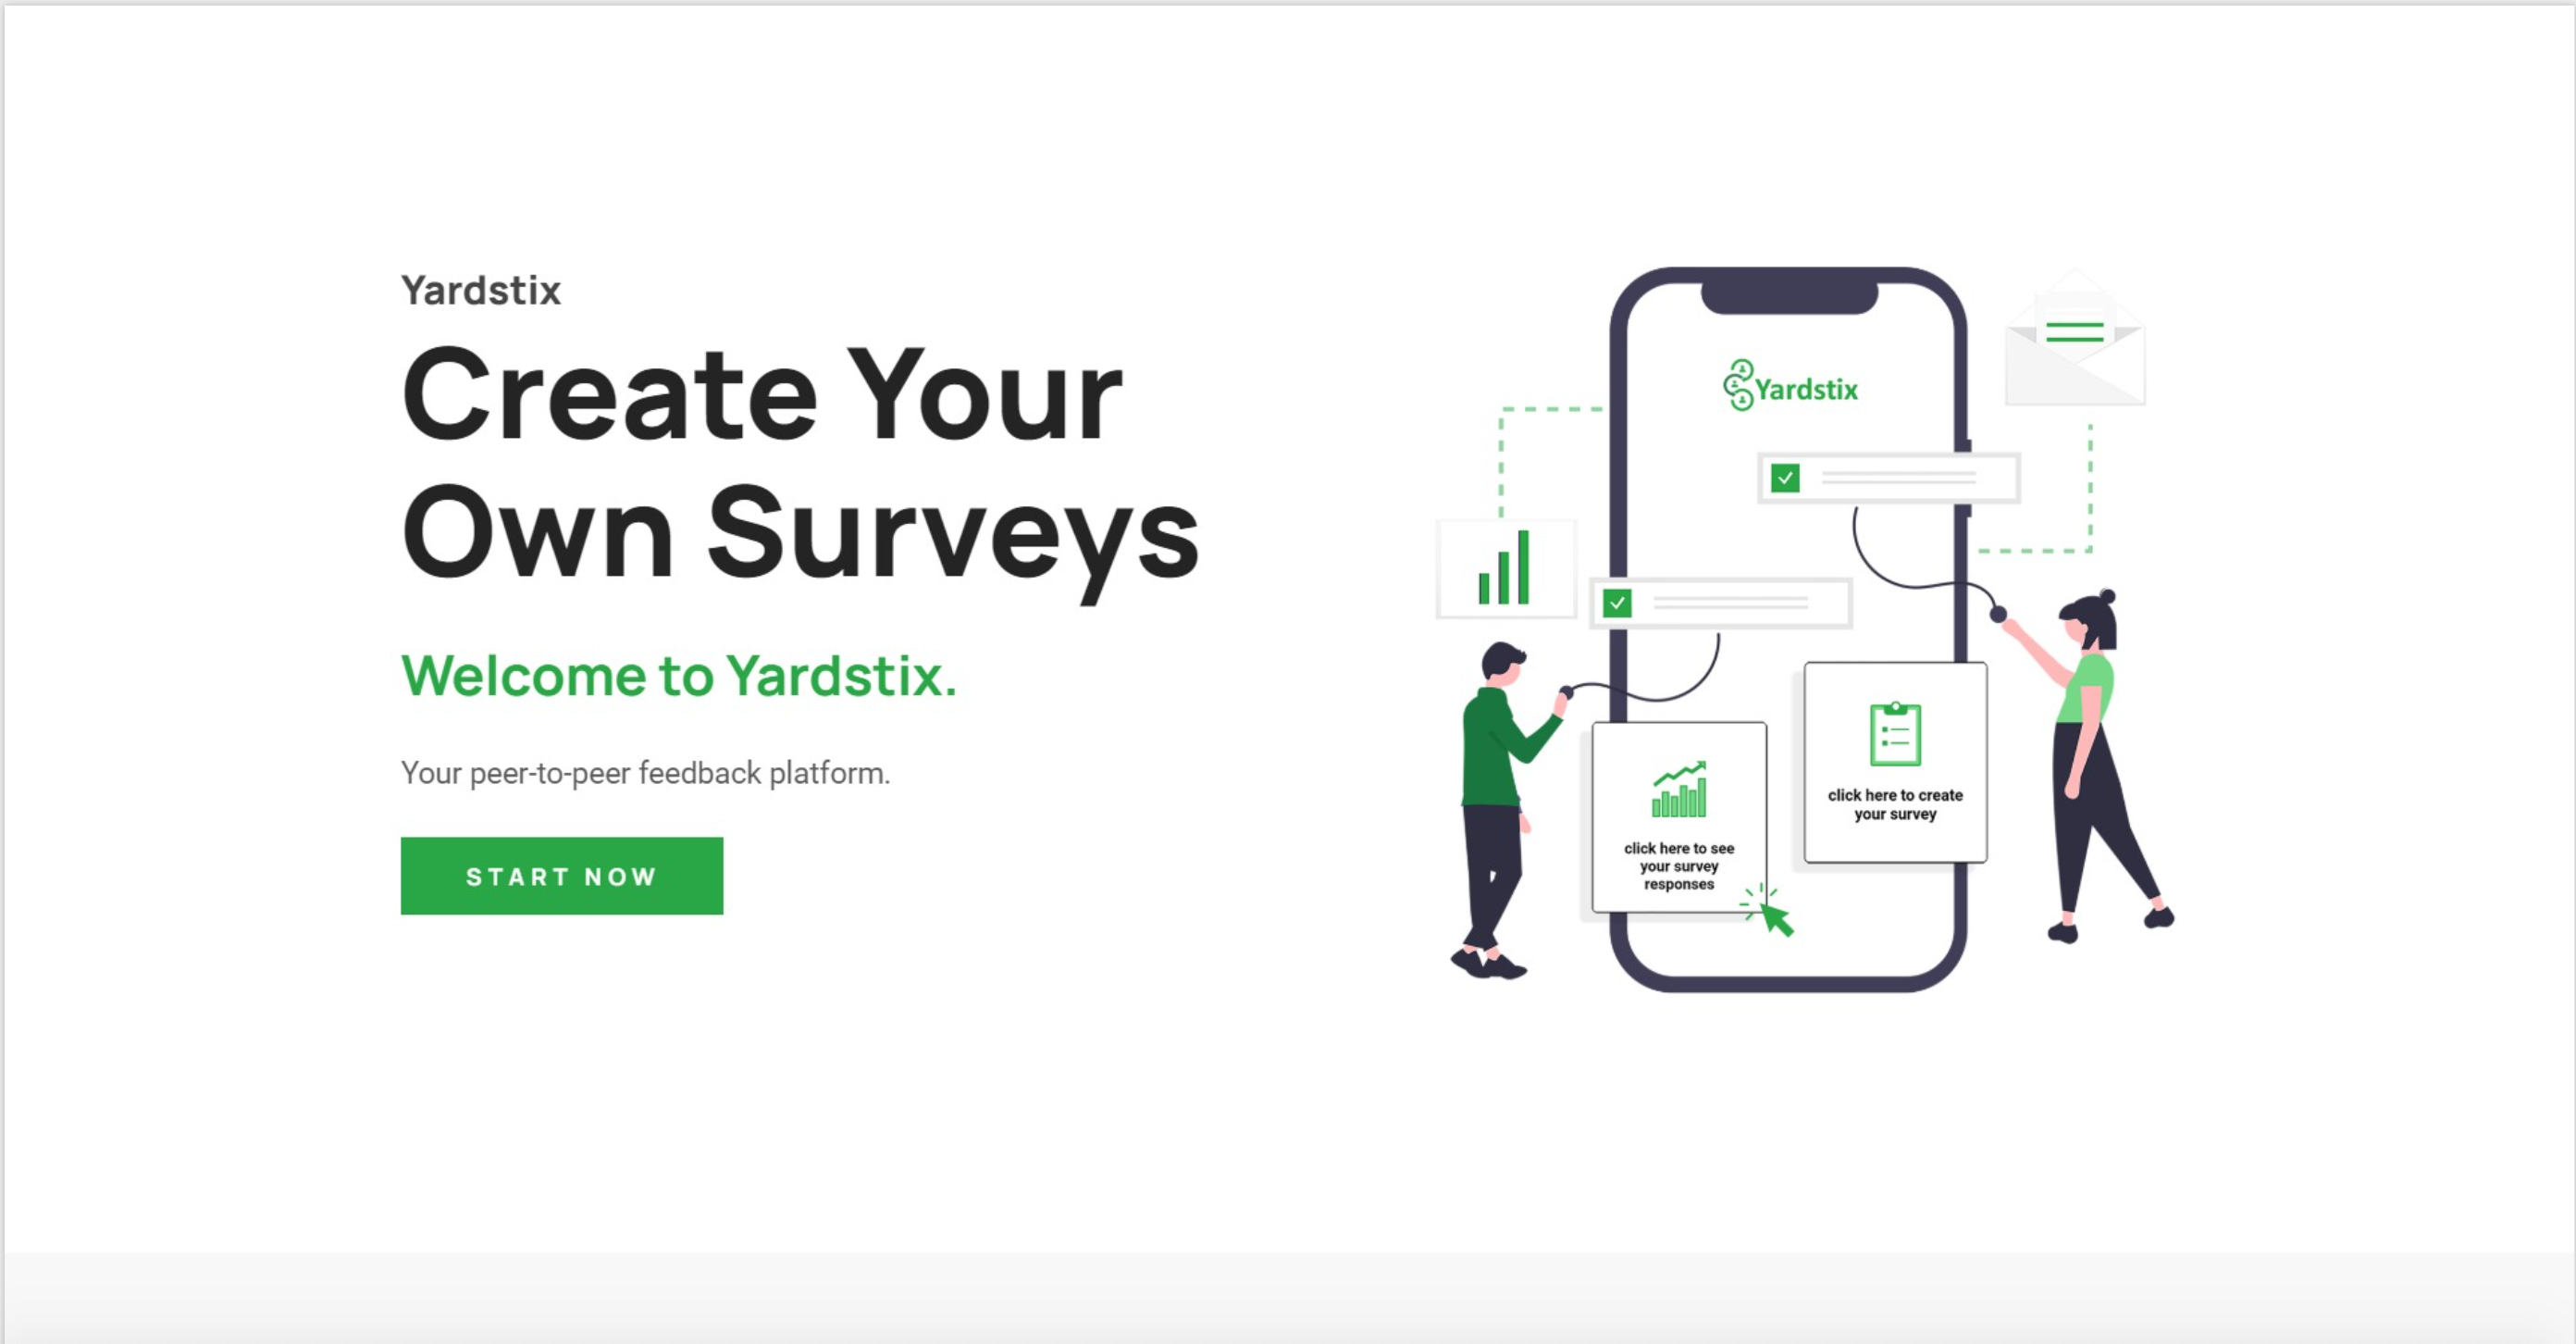 Yardstix
Create Your
Own Surveys
Welcome to Yardstix.
Your peer-to-peer feedback platform.
START NOW
Yardstix
click here to create
your survey
click here to see
your survey
responses